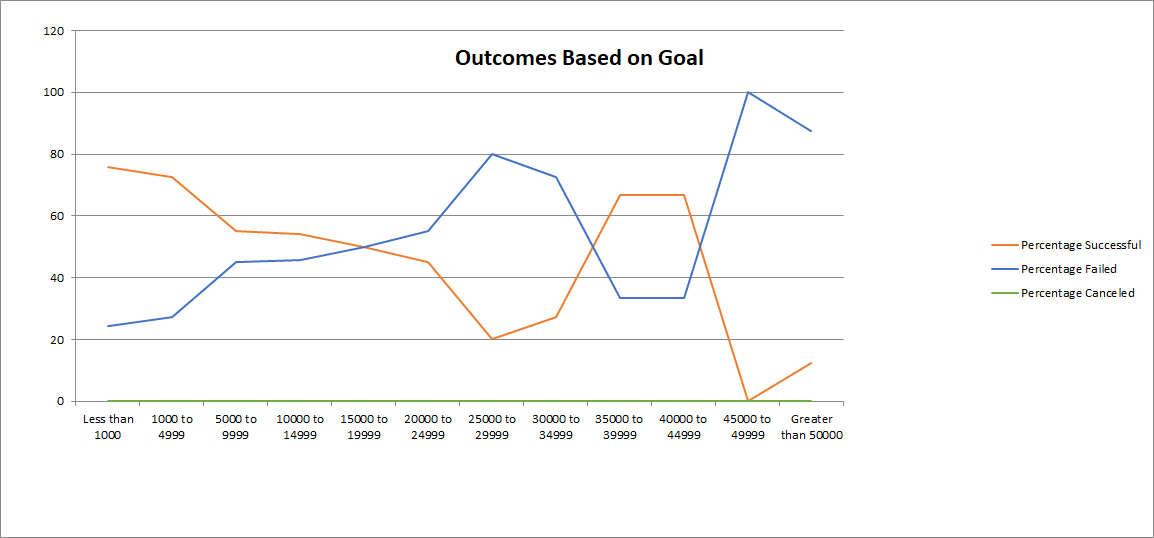 Outcomes Based on Goal
120
100
80
60
40
20
0
Less than 1000
1000 to 4999
5000 to 9999
10000 to 14999
15000 to 19999
20000 to 24999
25000 to 29999
30000 to 34999
35000 to 39999
40000 to 44999
45000 to 49999
Greater than 50000
Percentage Successful
Percentage Failed
Percentage Canceled